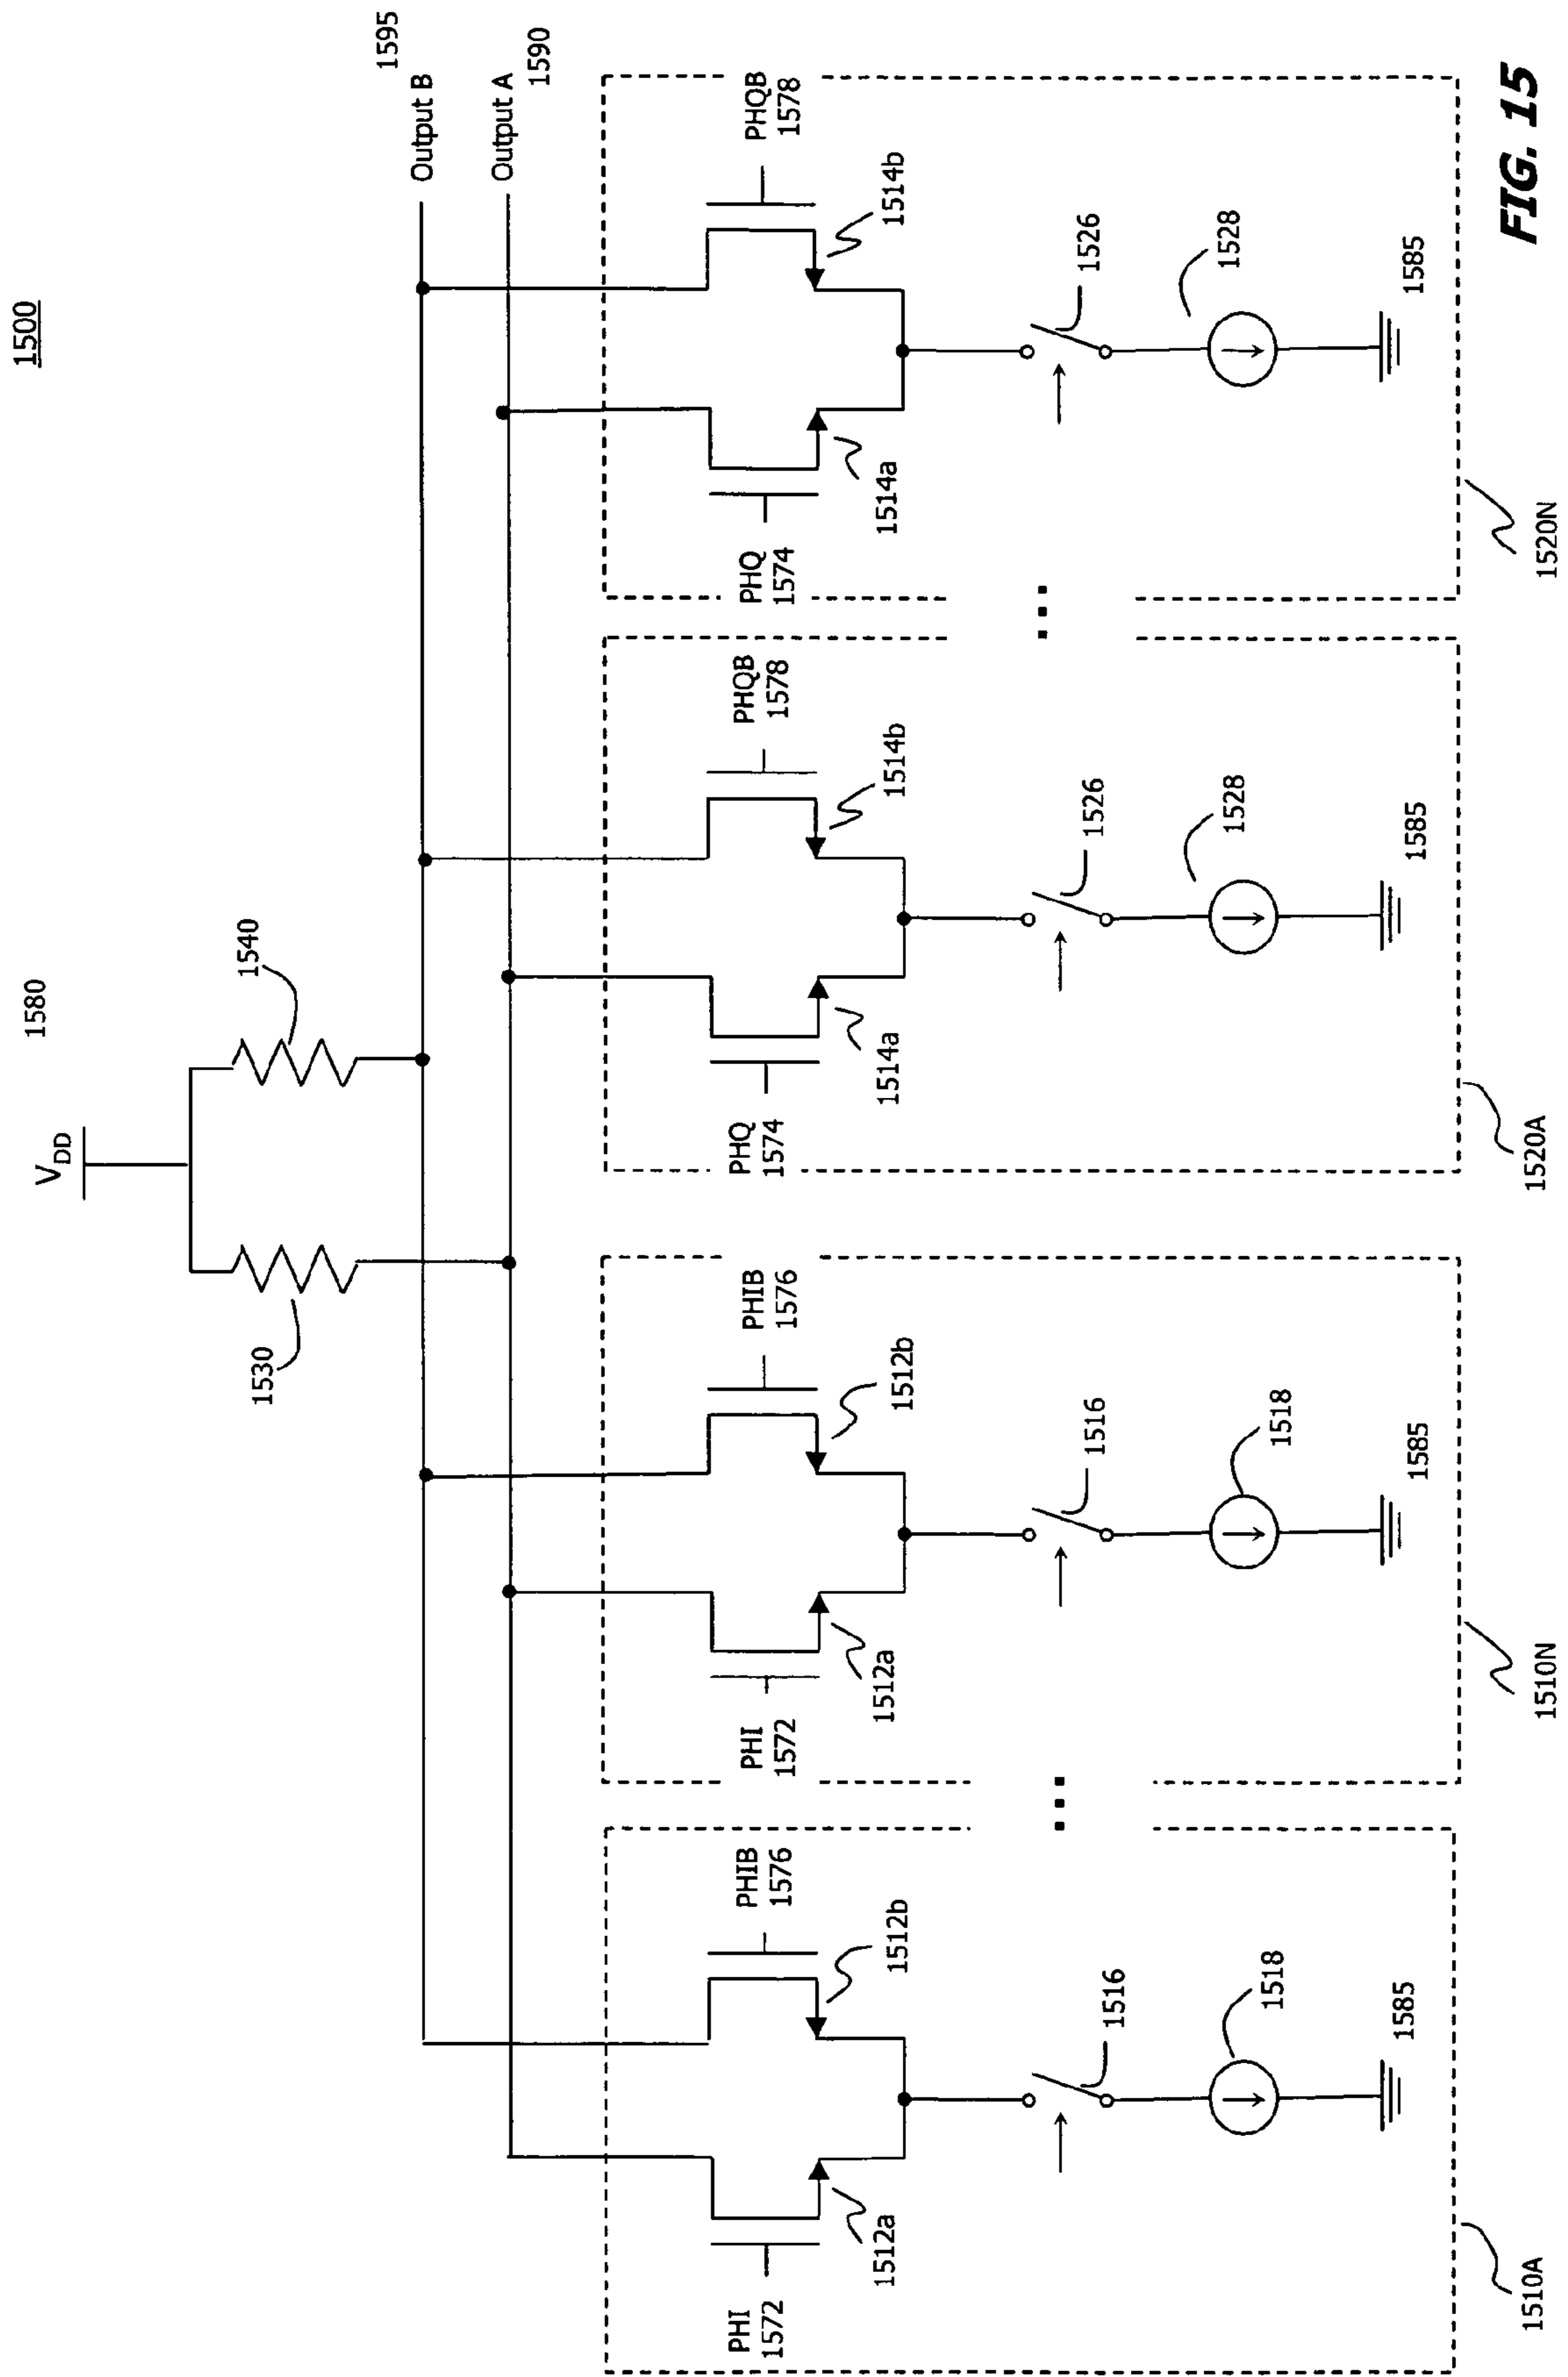 1500
V_DD
1580
1530
1540
Output B
1595
Output A
1590
PHI
1572
1512a
PHIB
1576
1512b
1516
1518
1585
1510A
...
PHI
1572
1512a
PHIB
1576
1512b
1516
1518
1585
1510N
PHQ
1574
1514a
PHQB
1578
1514b
1526
1528
1585
1520A
...
PHQ
1574
1514a
PHQB
1578
1514b
1526
1528
1585
1520N
FIG. 15